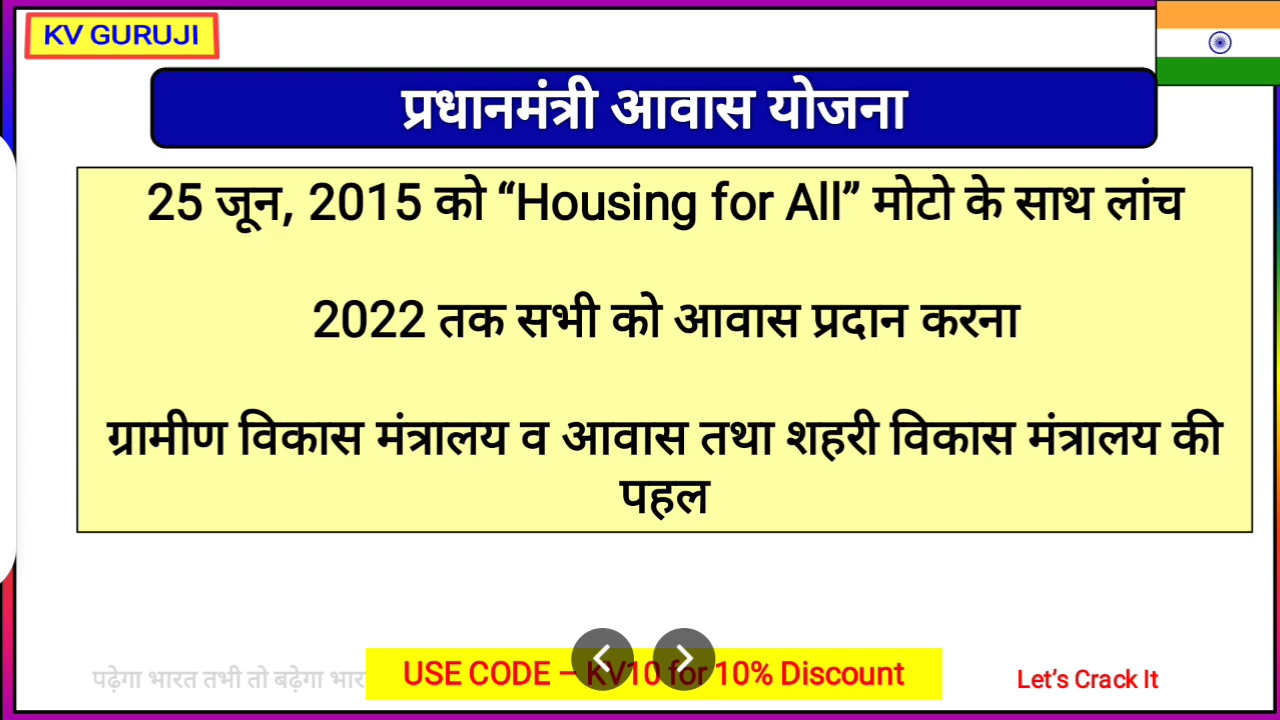 KV GURUJI
प्रधानमंत्री आवास योजना
25 जून, 2015 को “Housing for All” मोटो के साथ लांच
2022 तक सभी को आवास प्रदान करना
ग्रामीण विकास मंत्रालय व आवास तथा शहरी विकास मंत्रालय की
पहल
पढ़ेगा भारत तभी तो बढ़ेगा भार
USE CODE – KV10 for 10% Discount
Let’s Crack It